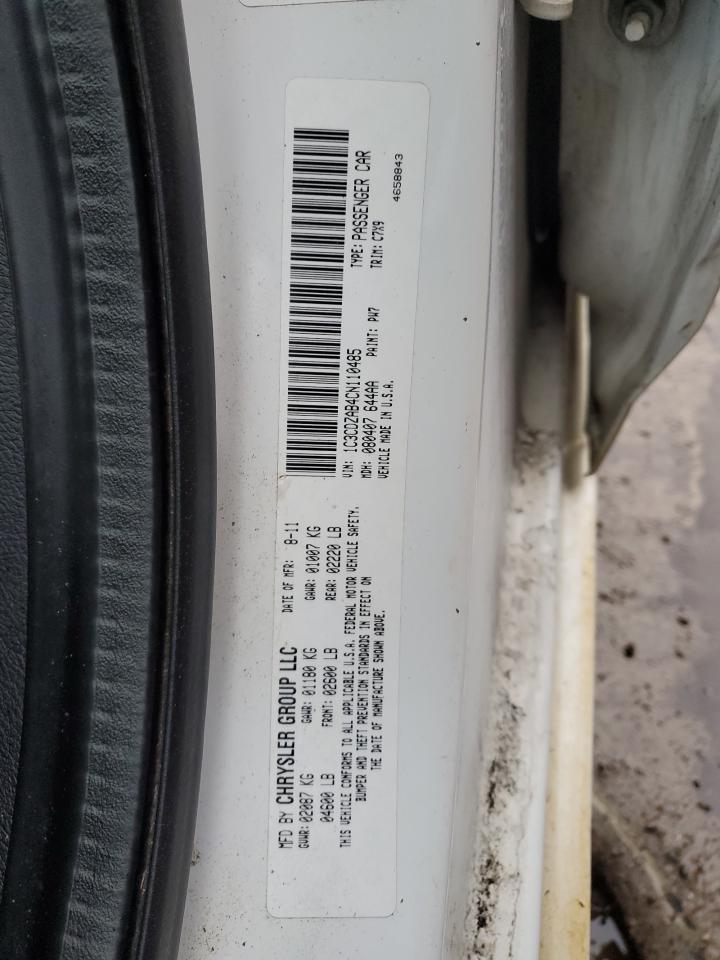 MFD BY CHRYSLER GROUP LLC DATE OF MFR: 8-11
GVWR: 02087 KG GAWR: 01180 KG GAWR: 01007 KG
04600 LB FRONT: 02600 LB REAR: 02220 LB
THIS VEHICLE CONFORMS TO ALL APPLICABLE U.S.A. FEDERAL MOTOR VEHICLE SAFETY,
BUMPER AND THEFT PREVENTION STANDARDS IN EFFECT ON
THE DATE OF MANUFACTURE SHOWN ABOVE.
VIN: 1C3CDZAB4CN110485 TYPE: PASSENGER CAR
MDH: 080407 644AA PAINT: PW7 TRIM: C7X9
VEHICLE MADE IN U.S.A. 4658843